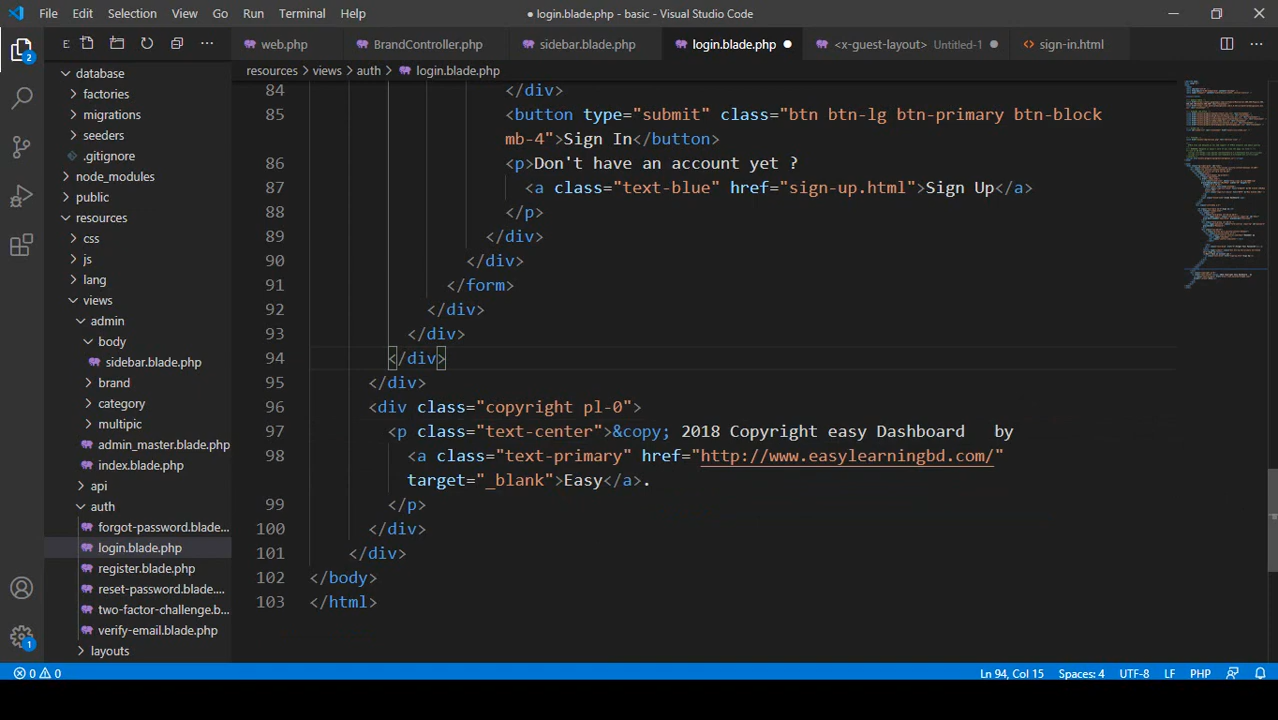 File Edit Selection View Go Run Terminal Help
● login.blade.php - basic - Visual Studio Code
E
web.php
BrandController.php
sidebar.blade.php
login.blade.php ●
<x-guest-layout> Untitled-1 ●
sign-in.html
resources > views > auth > login.blade.php
database
factories
migrations
seeders
.gitignore
node_modules
public
resources
css
js
lang
views
admin
body
sidebar.blade.php
brand
category
multipic
admin_master.blade.php
index.blade.php
api
auth
forgot-password.blade...
login.blade.php
register.blade.php
reset-password.blade....
two-factor-challenge.b...
verify-email.blade.php
layouts
2
1
84 </div>
85 <button type="submit" class="btn btn-lg btn-primary btn-block
mb-4">Sign In</button>
86 <p>Don't have an account yet ?
87 <a class="text-blue" href="sign-up.html">Sign Up</a>
88 </p>
89 </div>
90 </div>
91 </form>
92 </div>
93 </div>
94 </div>
95 </div>
96 <div class="copyright pl-0">
97 <p class="text-center">&copy; 2018 Copyright easy Dashboard by
98 <a class="text-primary" href="http://www.easylearningbd.com/"
target="_blank">Easy</a>.
99 </p>
100 </div>
101 </div>
102 </body>
103 </html>
0 0
Ln 94, Col 15 Spaces: 4 UTF-8 LF PHP